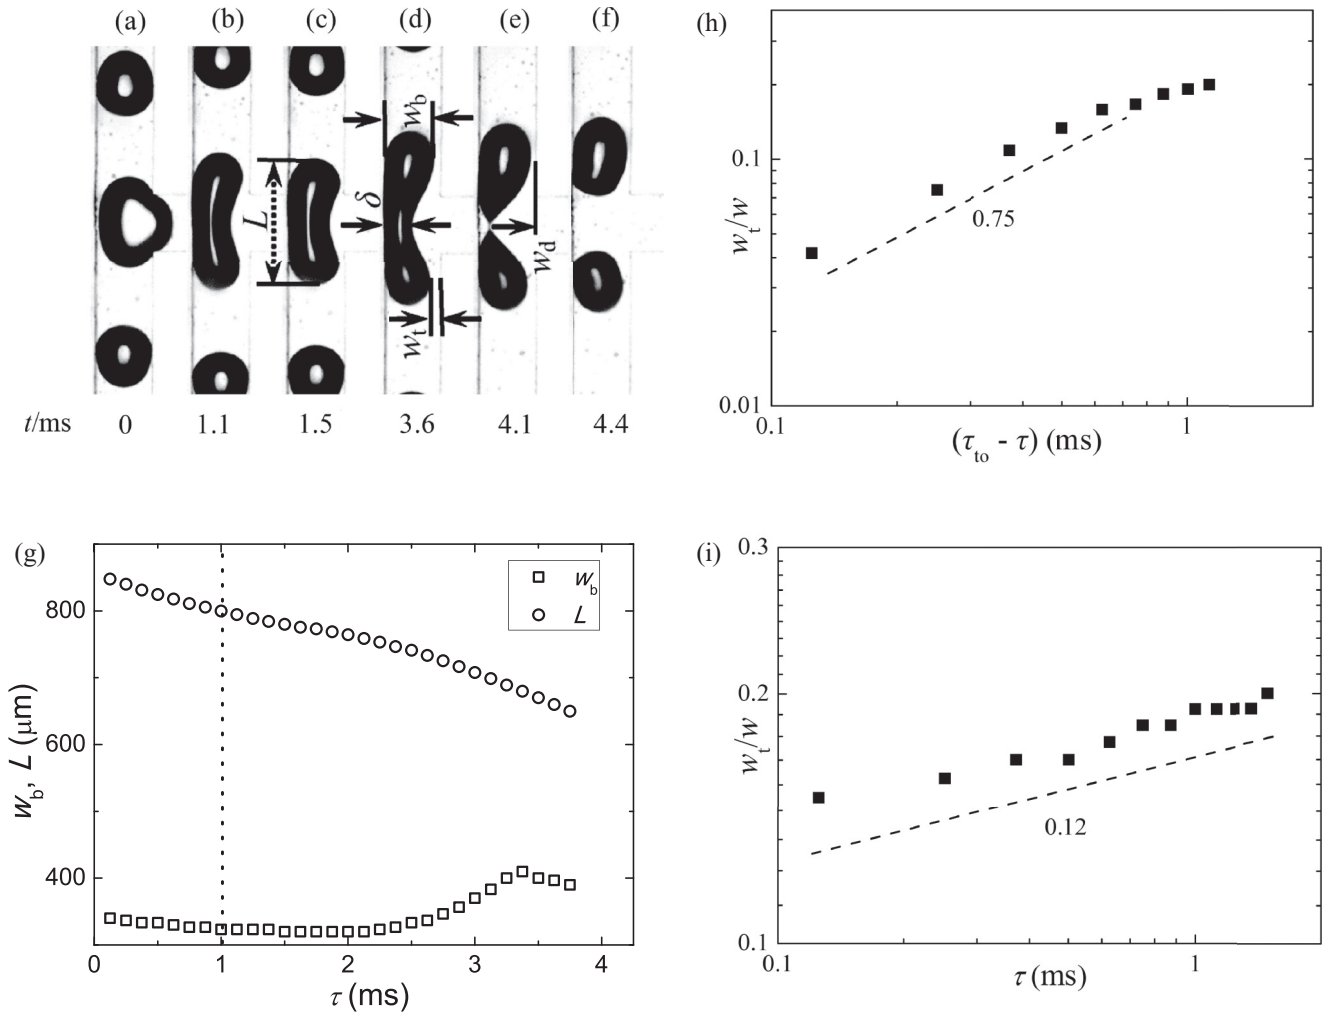 (a) (b) (c) (d) (e) (f)
w_b
δ
L
w_d
w_t
t/ms 0 1.1 1.5 3.6 4.1 4.4
(h)
w_t/w
0.1
0.01
0.75
0.1 1
(τ_to - τ) (ms)
(g)
w_b, L (μm)
800
600
400
w_b
L
0 1 2 3 4
τ (ms)
(i)
w_t/w
0.3
0.2
0.1
0.12
0.1 1
τ (ms)